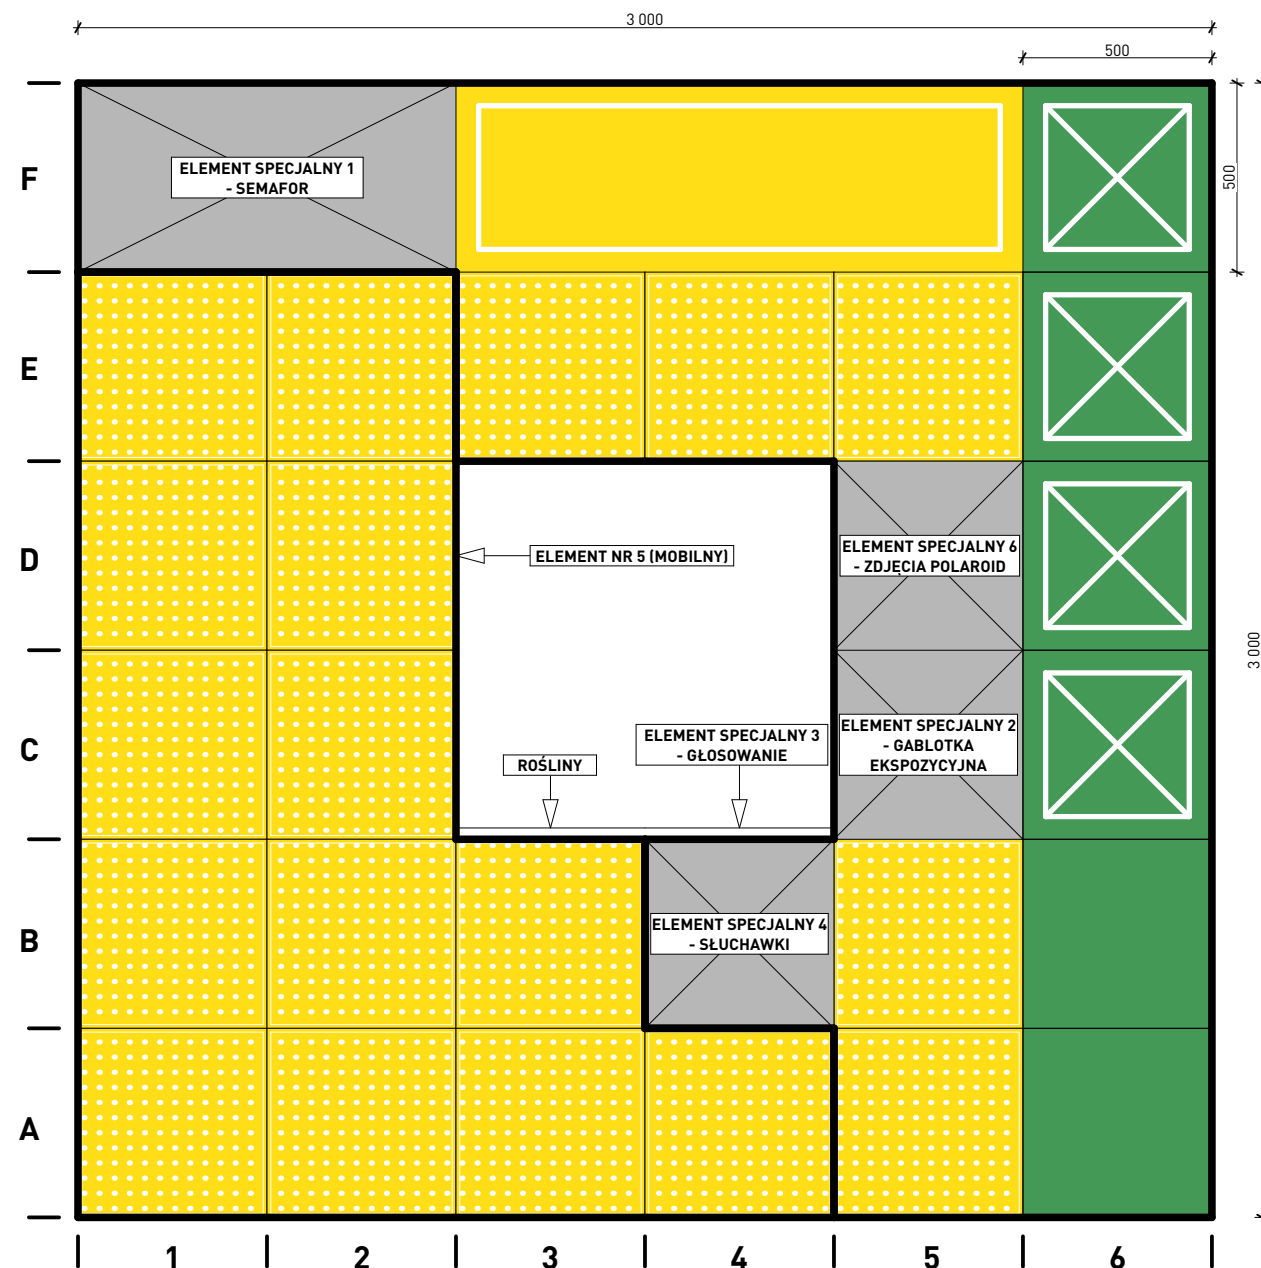 3 000
500
F
ELEMENT SPECJALNY 1
- SEMAFOR
500
E
D
ELEMENT NR 5 (MOBILNY)
ELEMENT SPECJALNY 6
- ZDJĘCIA POLAROID
3 000
C
ROŚLINY
ELEMENT SPECJALNY 3
- GŁOSOWANIE
ELEMENT SPECJALNY 2
- GABLOTKA
EKSPOZYCYJNA
B
ELEMENT SPECJALNY 4
- SŁUCHAWKI
A
1 2 3 4 5 6